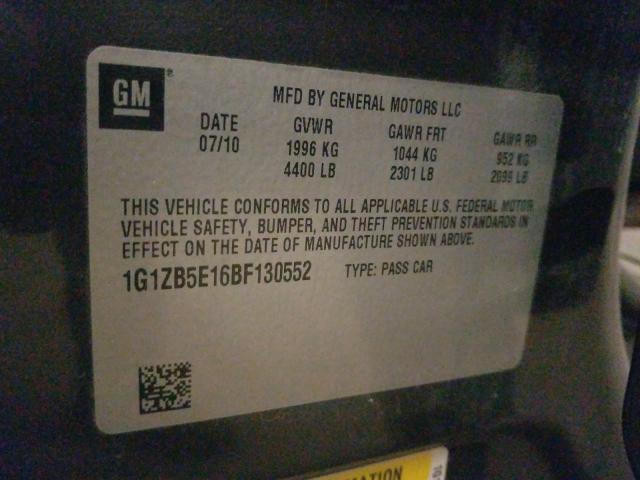 GM®
MFD BY GENERAL MOTORS LLC
DATE GVWR GAWR FRT GAWR RR
07/10 1996 KG 1044 KG 952 KG
4400 LB 2301 LB 2099 LB
THIS VEHICLE CONFORMS TO ALL APPLICABLE U.S. FEDERAL MOTOR
VEHICLE SAFETY, BUMPER, AND THEFT PREVENTION STANDARDS IN
EFFECT ON THE DATE OF MANUFACTURE SHOWN ABOVE.
1G1ZB5E16BF130552 TYPE: PASS CAR